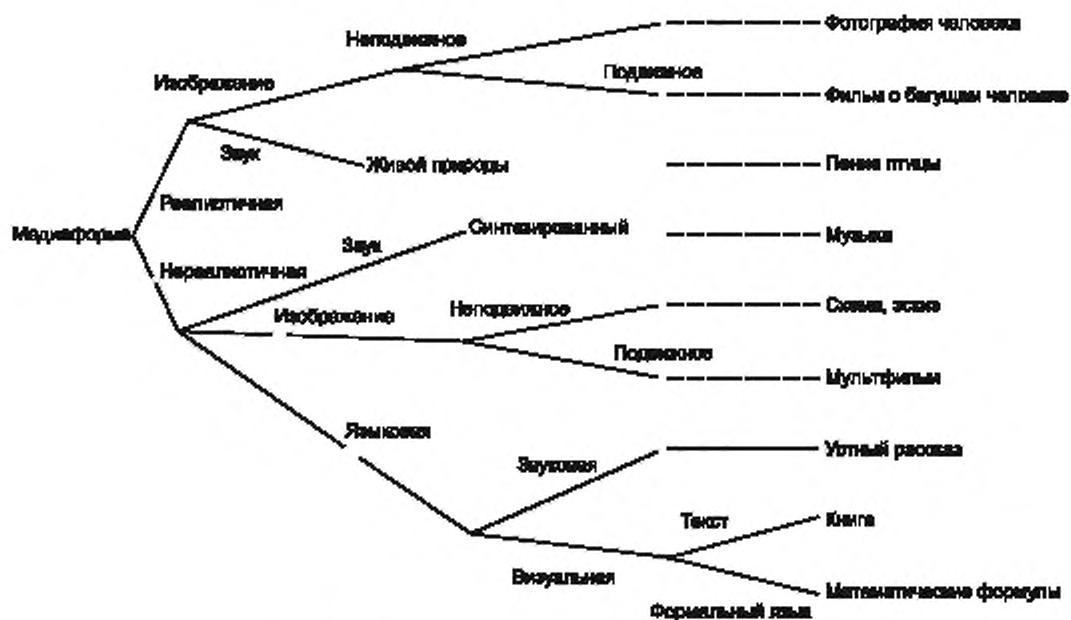 Неподвижное
Фотография человека
Изображение
Подвижное
Фильм о бегущем человеке
Звук
Живой природы
Пение птицы
Реалистичная
Медиаформа
Звук
Синтезированный
Музыка
Нереалистичная
Изображение
Неподвижное
Схема, эскиз
Подвижное
Мультфильм
Языковая
Звуковая
Устный рассказ
Текст
Книга
Визуальная
Математические формулы
Формальный язык